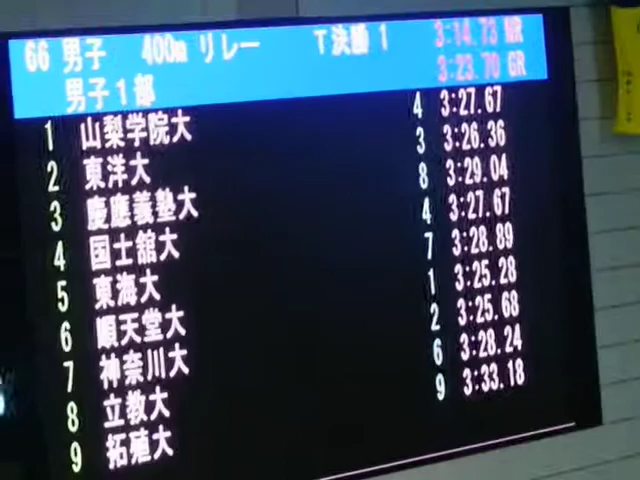 66 男子 400m リレー T決勝 1 3:14.73 NR
男子1部 3:23.70 GR
1 山梨学院大 4 3:27.67
2 東洋大 3 3:26.36
3 慶應義塾大 8 3:29.04
4 国士舘大 4 3:27.67
5 東海大 7 3:28.89
6 順天堂大 1 3:25.28
7 神奈川大 2 3:25.68
8 立教大 6 3:28.24
9 拓殖大 9 3:33.18